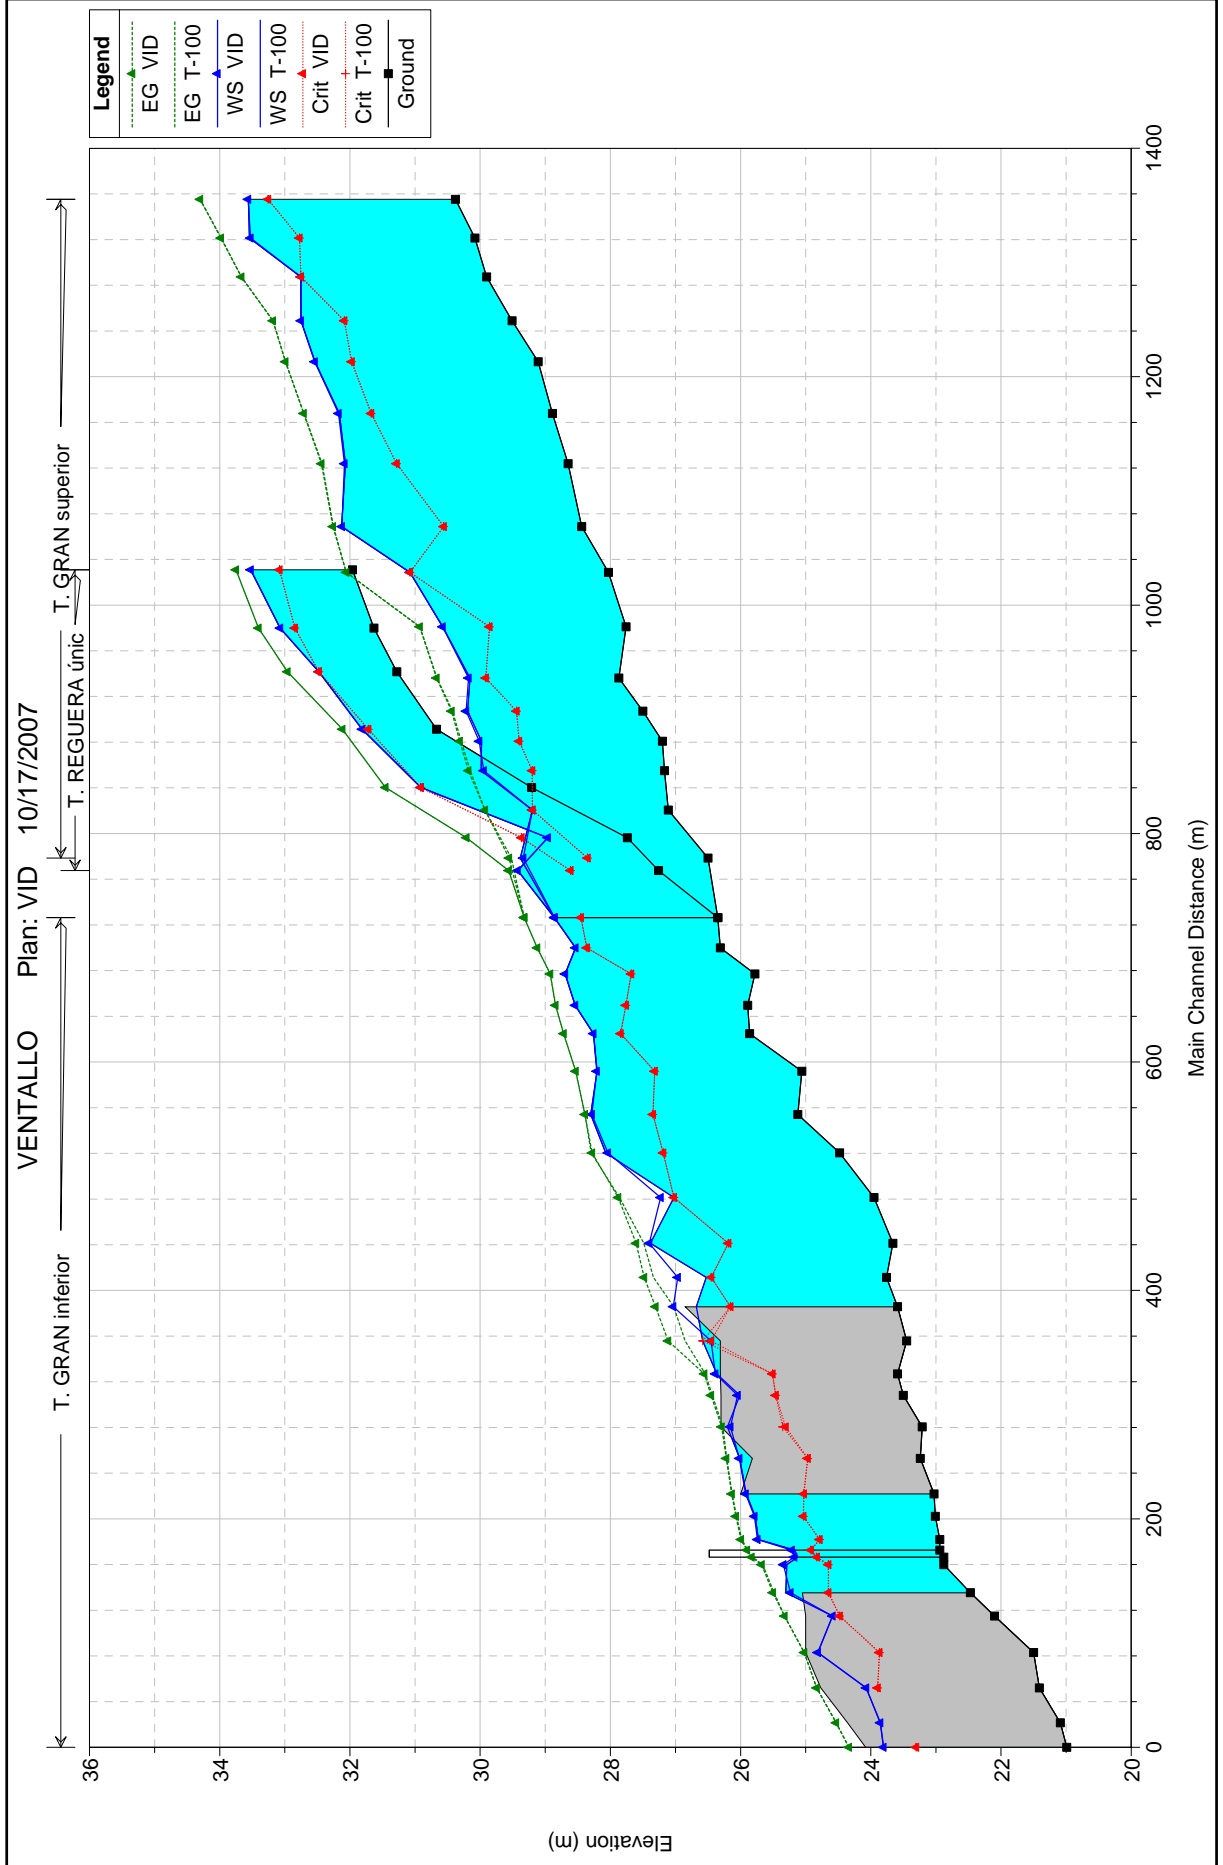 VENTALLO Plan: VID 10/17/2007
T. GRAN inferior
T. REGUERA únic
T. GRAN superior
Legend
EG VID
EG T-100
WS VID
WS T-100
Crit VID
Crit T-100
Ground
Elevation (m)
36
34
32
30
28
26
24
22
20
0
200
400
600
800
1000
1200
1400
Main Channel Distance (m)